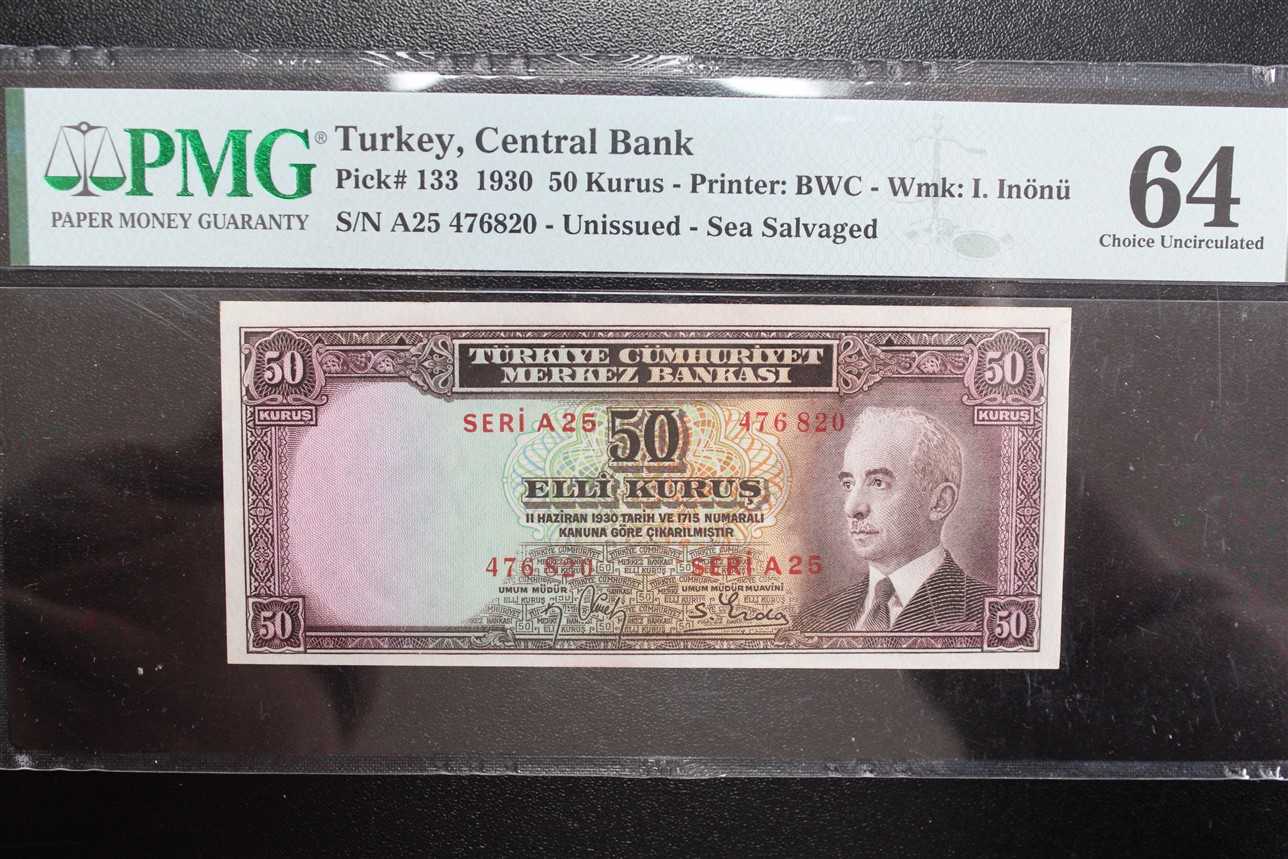 PMG® Turkey, Central Bank
PAPER MONEY GUARANTY
Pick# 133 1930 50 Kurus - Printer: BWC - Wmk: I. Inönü
S/N A25 476820 - Unissued - Sea Salvaged
64
Choice Uncirculated
50 50
KURUŞ KURUŞ
TÜRKİYE CÜMHURİYET
MERKEZ BANKASI
SERİ A25 476820
50
ELLİ KURUŞ
11 HAZİRAN 1930 TARİH VE 1715 NUMARALI
KANUNA GÖRE ÇIKARILMIŞTIR
476820 SERİ A25
UMUM MÜDÜR UMUM MÜDÜR MUAVİNİ
50 50